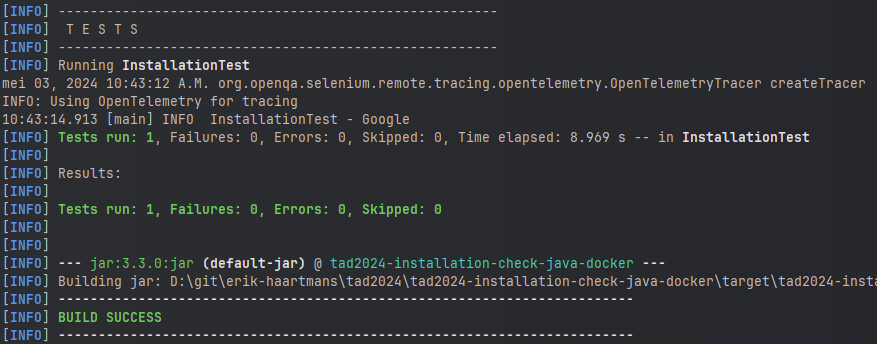 [INFO] -------------------------------------------------------
[INFO]  T E S T S
[INFO] -------------------------------------------------------
[INFO] Running InstallationTest
mei 03, 2024 10:43:12 A.M. org.openqa.selenium.remote.tracing.opentelemetry.OpenTelemetryTracer createTracer
INFO: Using OpenTelemetry for tracing
10:43:14.913 [main] INFO  InstallationTest - Google
[INFO] Tests run: 1, Failures: 0, Errors: 0, Skipped: 0, Time elapsed: 8.969 s -- in InstallationTest
[INFO]
[INFO] Results:
[INFO]
[INFO] Tests run: 1, Failures: 0, Errors: 0, Skipped: 0
[INFO]
[INFO]
[INFO] --- jar:3.3.0:jar (default-jar) @ tad2024-installation-check-java-docker ---
[INFO] Building jar: D:\git\erik-haartmans\tad2024\tad2024-installation-check-java-docker\target\tad2024-insta
[INFO] ------------------------------------------------------------------------
[INFO] BUILD SUCCESS
[INFO] ------------------------------------------------------------------------